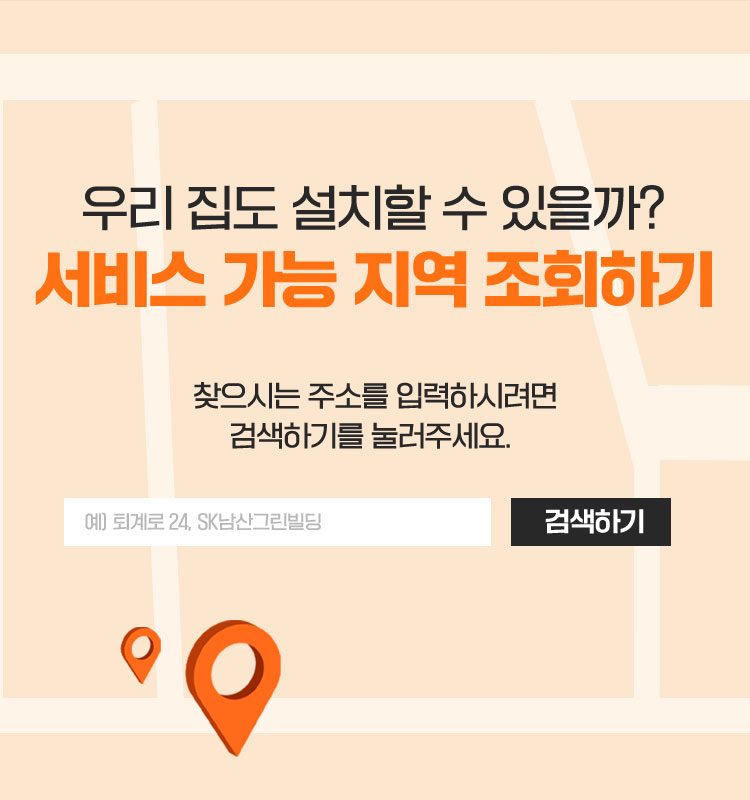 우리 집도 설치할 수 있을까?
서비스 가능 지역 조회하기
찾으시는 주소를 입력하시려면
검색하기를 눌러주세요.
예) 퇴계로 24, SK남산그린빌딩
검색하기